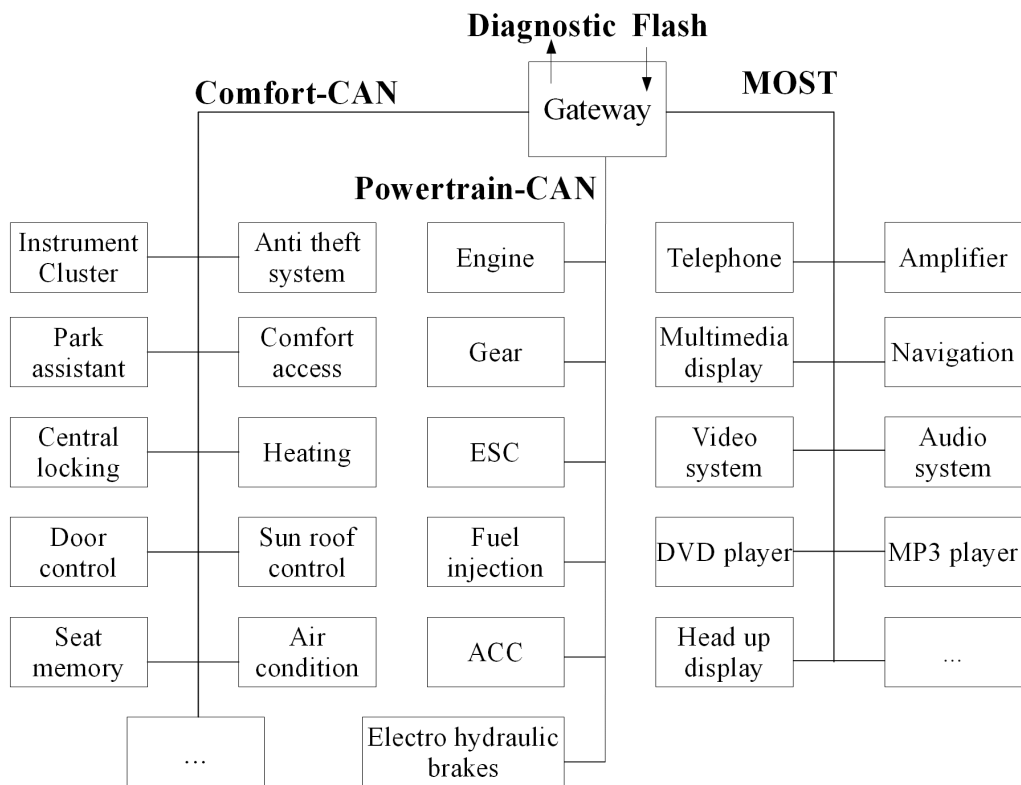 Diagnostic Flash
Comfort-CAN
Gateway
MOST
Powertrain-CAN
Instrument
Cluster
Anti theft
system
Engine
Telephone
Amplifier
Park
assistant
Comfort
access
Gear
Multimedia
display
Navigation
Central
locking
Heating
ESC
Video
system
Audio
system
Door
control
Sun roof
control
Fuel
injection
DVD player
MP3 player
Seat
memory
Air
condition
ACC
Head up
display
...
...
Electro hydraulic
brakes